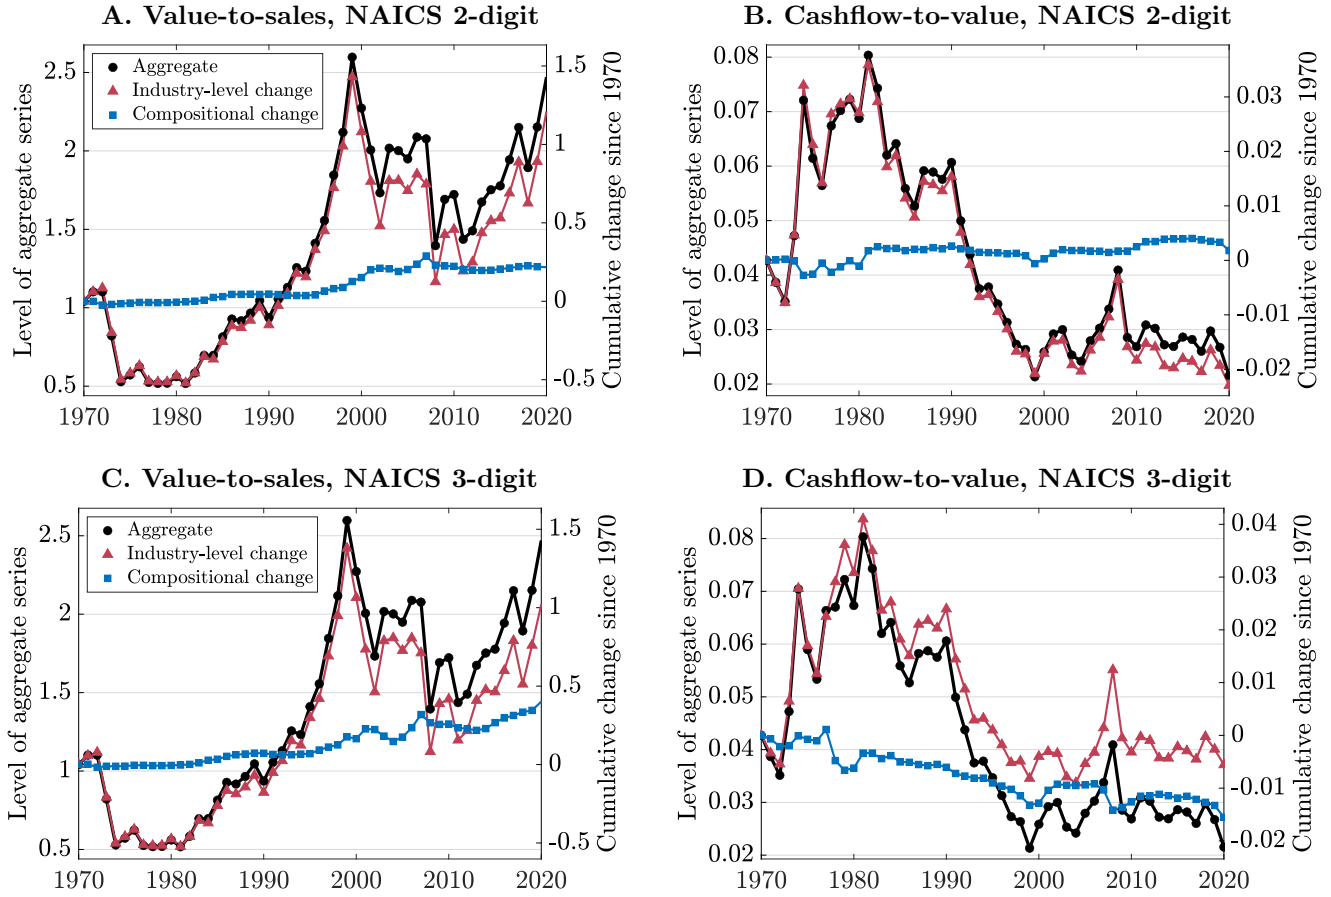 A. Value-to-sales, NAICS 2-digit
Level of aggregate series
2.5
2
1.5
1
0.5
Aggregate
Industry-level change
Compositional change
1.5
1
0.5
0
-0.5
Cumulative change since 1970
1970 1980 1990 2000 2010 2020
B. Cashflow-to-value, NAICS 2-digit
Level of aggregate series
0.08
0.07
0.06
0.05
0.04
0.03
0.02
0.03
0.02
0.01
0
-0.01
-0.02
Cumulative change since 1970
1970 1980 1990 2000 2010 2020
C. Value-to-sales, NAICS 3-digit
Level of aggregate series
2.5
2
1.5
1
0.5
Aggregate
Industry-level change
Compositional change
1.5
1
0.5
0
-0.5
Cumulative change since 1970
1970 1980 1990 2000 2010 2020
D. Cashflow-to-value, NAICS 3-digit
Level of aggregate series
0.08
0.07
0.06
0.05
0.04
0.03
0.02
0.04
0.03
0.02
0.01
0
-0.01
-0.02
Cumulative change since 1970
1970 1980 1990 2000 2010 2020